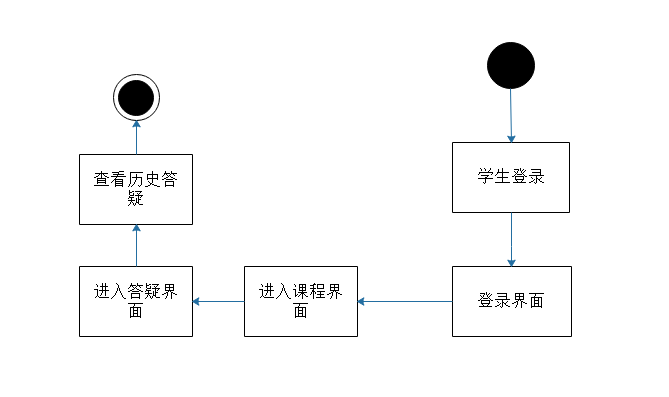 学生登录
登录界面
进入课程界
面
进入答疑界
面
查看历史答
疑